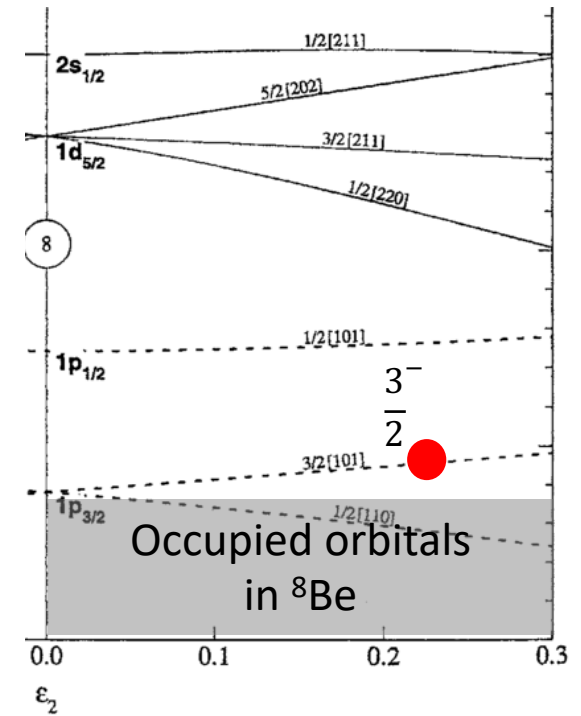 1/2[211]
2s1/2
5/2[202]
3/2[211]
1d5/2
1/2[220]
8
1/2[101]
1p1/2
3−
2
3/2[101]
1p3/2
1/2[110]
Occupied orbitals
in 8Be
0.0 0.1 0.2 0.3
ε2